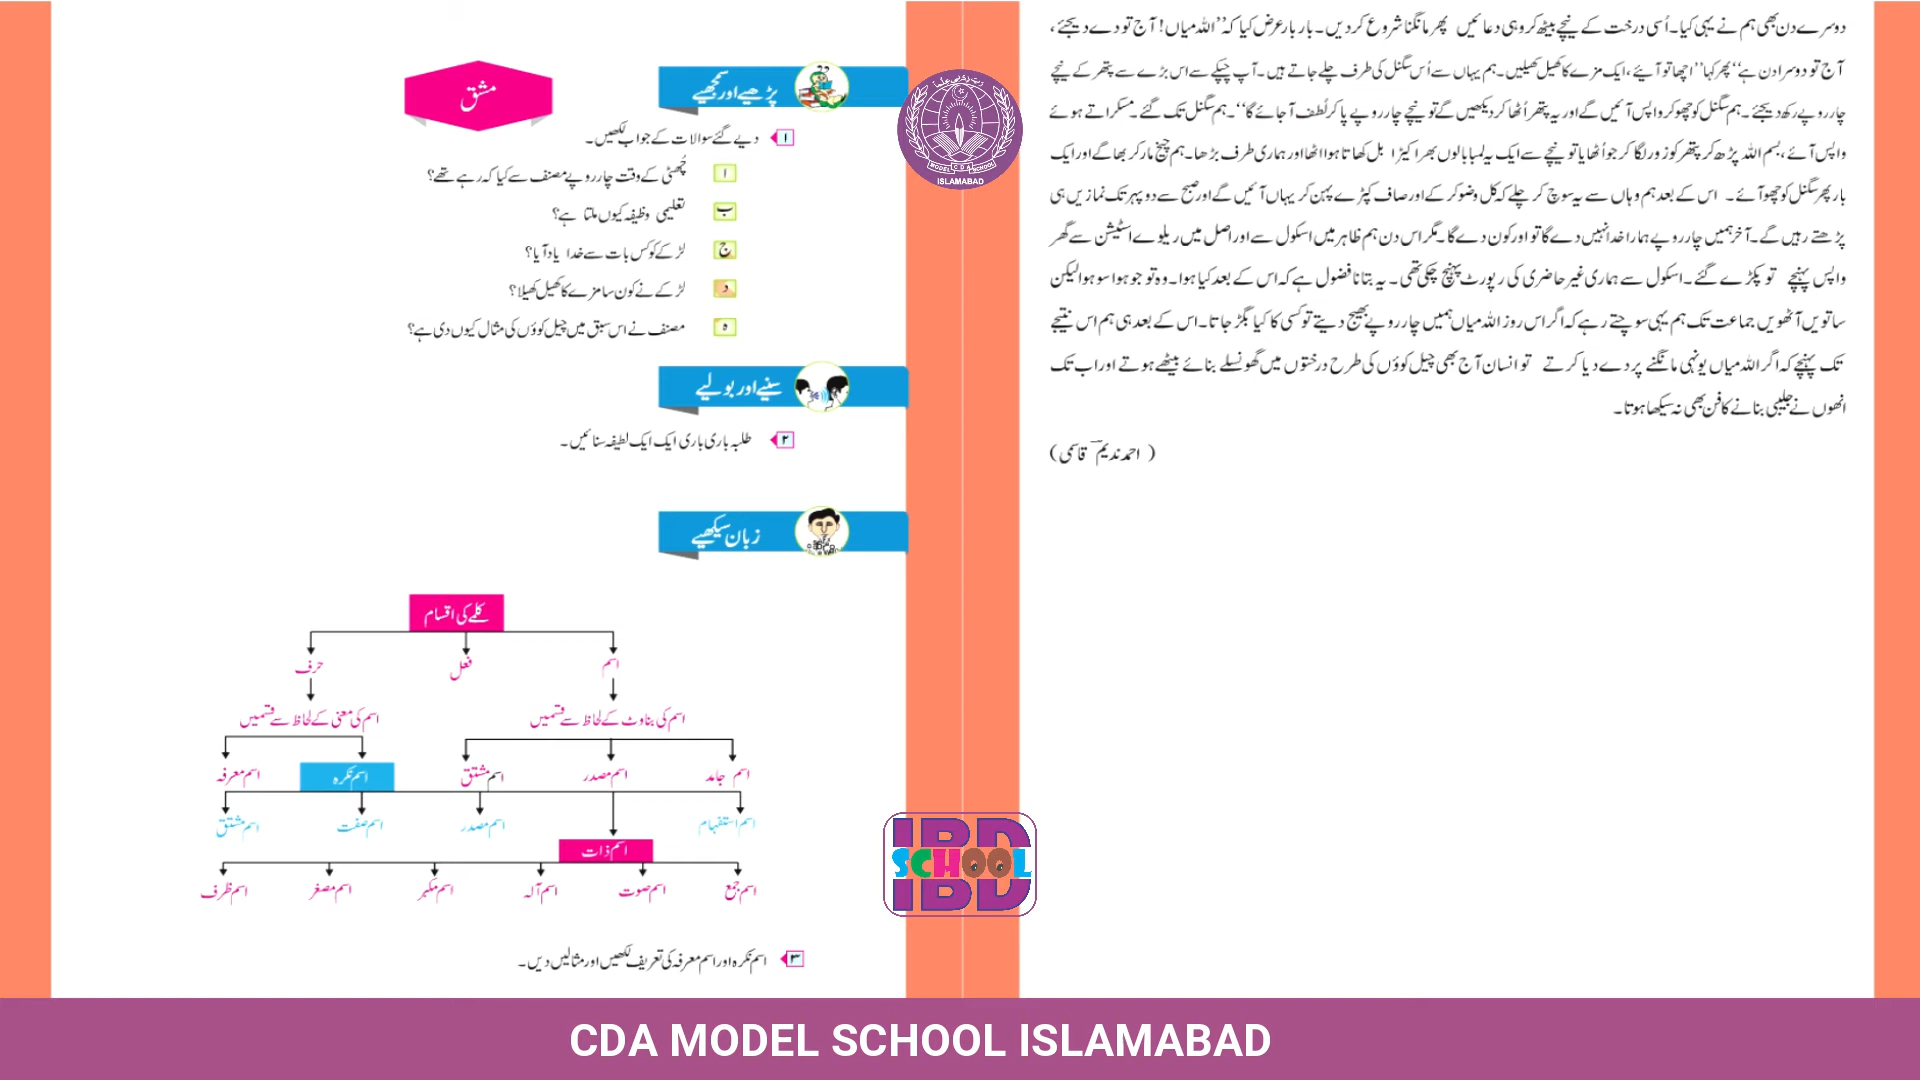 دوسرے دن بھی ہم نے یہی کیا۔ اُسی درخت کے نیچے بیٹھ کر وہی دعائیں پھر مانگنا شروع کر دیں۔ بار بار عرض کیا کہ ’’اللہ میاں! آج تو دے دیجئے،
آج تو دوسرا دن ہے‘‘ پھر کہا ’’اچھا تو آیئے، ایک مزے کا کھیل کھیلیں۔ ہم یہاں سے اُس سگنل کی طرف چلے جاتے ہیں۔ آپ چپکے سے اس بڑے سے پتھر کے نیچے
چار روپے رکھ دیجئے۔ ہم سگنل کو چھو کر واپس آئیں گے اور یہ پتھر اُٹھا کر دیکھیں گے تو نیچے چار روپے پا کر لُطف آ جائے گا‘‘۔ ہم سگنل تک گئے۔ مسکراتے ہوئے
واپس آئے، بسم اللہ پڑھ کر پتھر کو زور لگا کر جو اُٹھایا تو نیچے سے ایک یہ لمبا بالوں بھرا کیڑا بل کھاتا ہوا اٹھا اور ہماری طرف بڑھا۔ ہم چیخ مار کر بھاگے اور ایک
بار پھر سگنل کو چھو آئے۔ اس کے بعد ہم وہاں سے یہ سوچ کر چلے کہ کل وضو کر کے اور صاف کپڑے پہن کر یہاں آئیں گے اور صبح سے دوپہر تک نمازیں ہی
پڑھتے رہیں گے۔ آخر ہمیں چار روپے ہمارا خدا نہیں دے گا تو اور کون دے گا۔ مگر اس دن ہم ظاہر میں اسکول سے اور اصل میں ریلوے اسٹیشن سے گھر
واپس پہنچے تو پکڑے گئے۔ اسکول سے ہماری غیر حاضری کی رپورٹ پہنچ چکی تھی۔ یہ بتانا فضول ہے کہ اس کے بعد کیا ہوا۔ وہ تو جو ہوا سو ہوا لیکن
ساتویں آٹھویں جماعت تک ہم یہی سوچتے رہے کہ اگر اس روز اللہ میاں ہمیں چار روپے بھیج دیتے تو کسی کا کیا بگڑ جاتا۔ اس کے بعد ہی ہم اس نتیجے
تک پہنچے کہ اگر اللہ میاں یونہی مانگنے پر دے دیا کرتے تو انسان آج بھی چیل کوؤں کی طرح درختوں میں گھونسلے بنائے بیٹھے ہوتے اور اب تک
انھوں نے جلیبی بنانے کا فن بھی نہ سیکھا ہوتا۔
(احمد ندیم قاسمی)
MODEL C D A SCHOOL
ISLAMABAD
مشق
پڑھیے اور سمجھیے
۱ دیے گئے سوالات کے جواب لکھیں۔
ا چُھٹی کے وقت چار روپے مصنف سے کیا کہ رہے تھے؟
ب تعلیمی وظیفہ کیوں ملتا ہے؟
ج لڑکے کو کس بات سے خدا یاد آیا؟
د لڑکے نے کون سا مزے کا کھیل کھیلا؟
ہ مصنف نے اس سبق میں چیل کوؤں کی مثال کیوں دی ہے؟
سنیے اور بولیے
۲ طلبہ باری باری ایک ایک لطیفہ سنائیں۔
زبان سیکھیے
کلمے کی اقسام
اسم فعل حرف
اسم کی بناوٹ کے لحاظ سے قسمیں اسم کی معنی کے لحاظ سے قسمیں
اسم جامد اسم مصدر اسم مشتق اسم نکرہ اسم معرفہ
اسم استفہام اسم مصدر اسم صفت اسم مشتق
اسم ذات
اسم جمع اسم صوت اسم آلہ اسم مکبر اسم مصغر اسم ظرف
۳ اسم نکرہ اور اسم معرفہ کی تعریف لکھیں اور مثالیں دیں۔
IBD
SCHOOL
IBD
CDA MODEL SCHOOL ISLAMABAD